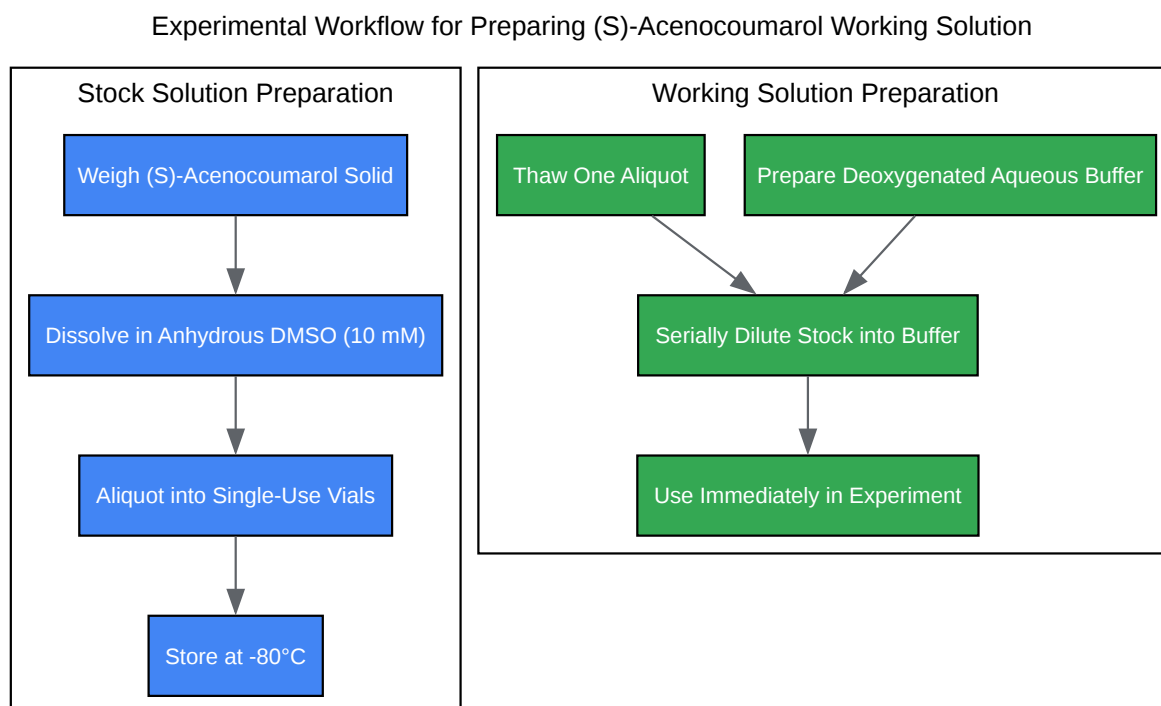 Experimental Workflow for Preparing (S)-Acenocoumarol Working Solution
Stock Solution Preparation
Weigh (S)-Acenocoumarol Solid
Dissolve in Anhydrous DMSO (10 mM)
Aliquot into Single-Use Vials
Store at -80°C
Working Solution Preparation
Thaw One Aliquot
Prepare Deoxygenated Aqueous Buffer
Serially Dilute Stock into Buffer
Use Immediately in Experiment